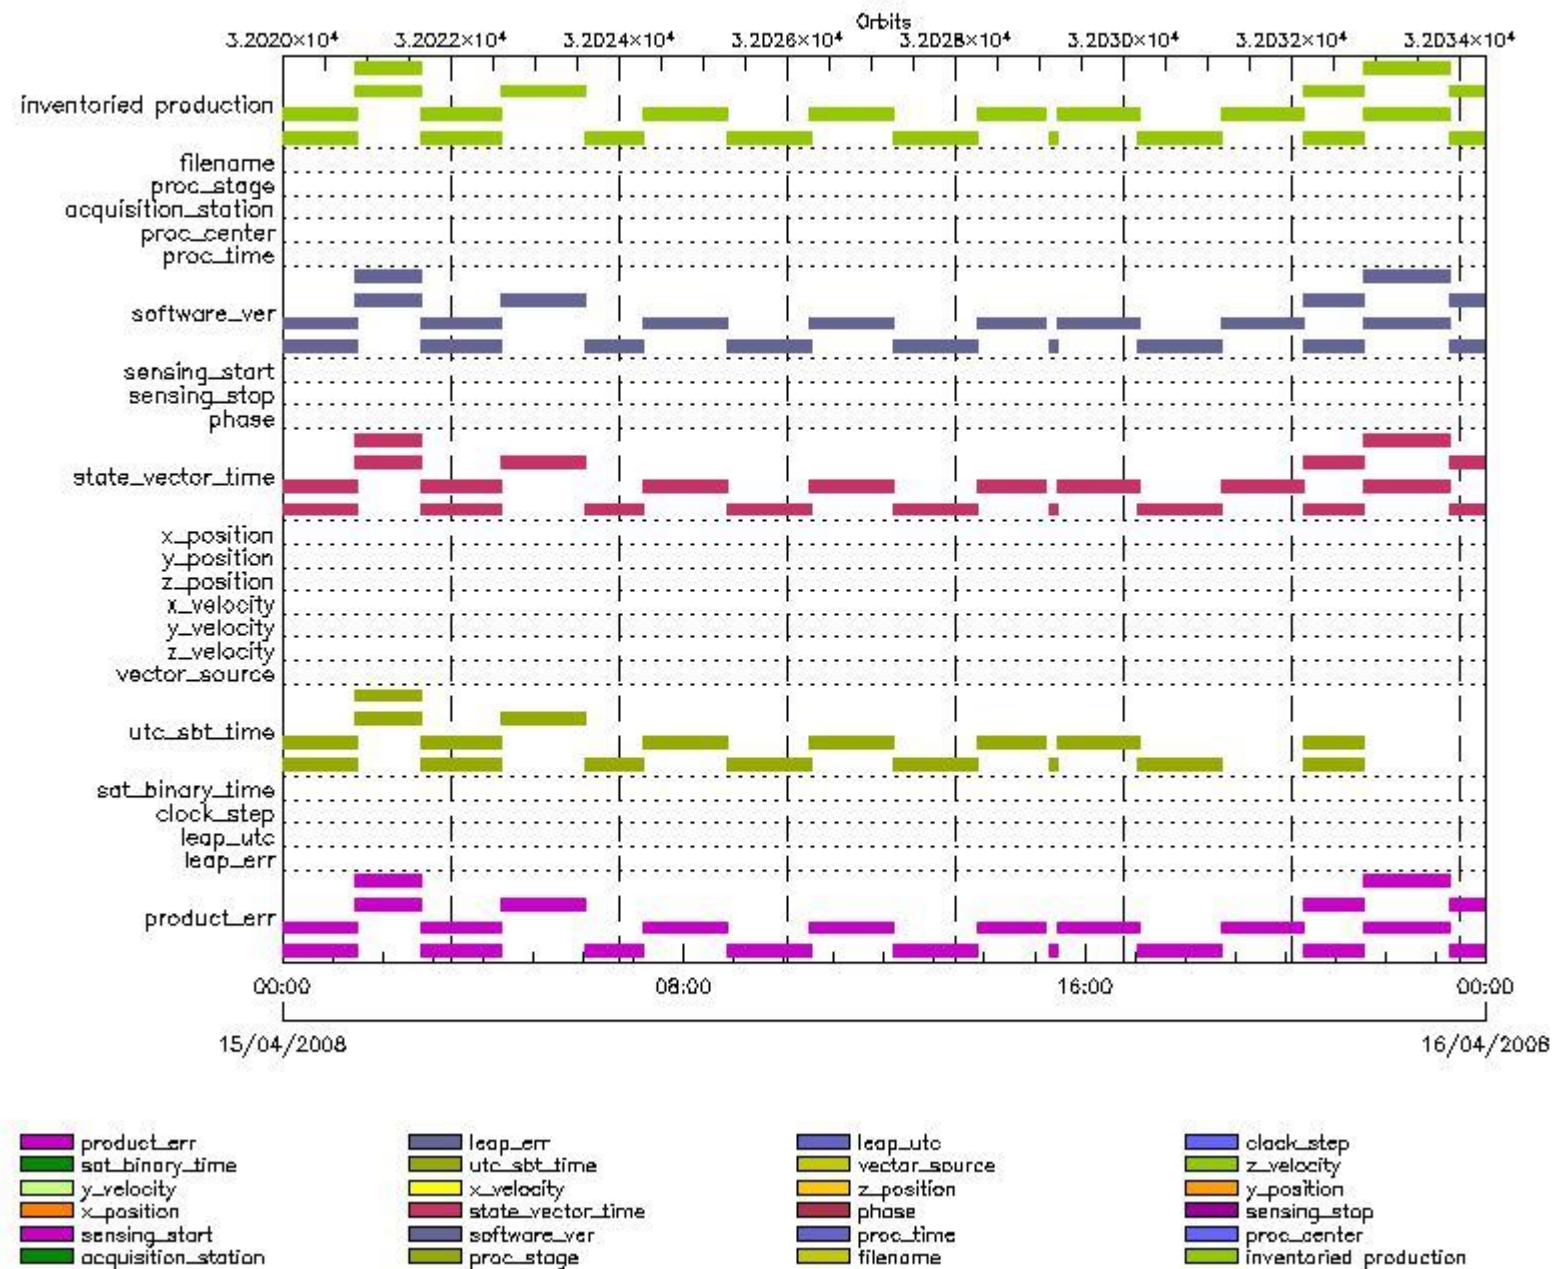 Orbits
3.2020×10⁴ 3.2022×10⁴ 3.2024×10⁴ 3.2026×10⁴ 3.2028×10⁴ 3.2030×10⁴ 3.2032×10⁴ 3.2034×10⁴
inventoried production
filename
proc_stage
acquisition_station
proc_center
proc_time
software_ver
sensing_start
sensing_stop
phase
state_vector_time
x_position
y_position
z_position
x_velocity
y_velocity
z_velocity
vector_source
utc_sbt_time
sat_binary_time
clock_step
leap_utc
leap_err
product_err
00:00 08:00 16:00 00:00
15/04/2008 16/04/2008
product_err leap_err leap_utc clock_step
sat_binary_time utc_sbt_time vector_source z_velocity
y_velocity x_velocity z_position y_position
x_position state_vector_time phase sensing_stop
sensing_start software_ver proc_time proc_center
acquisition_station proc_stage filename inventoried production